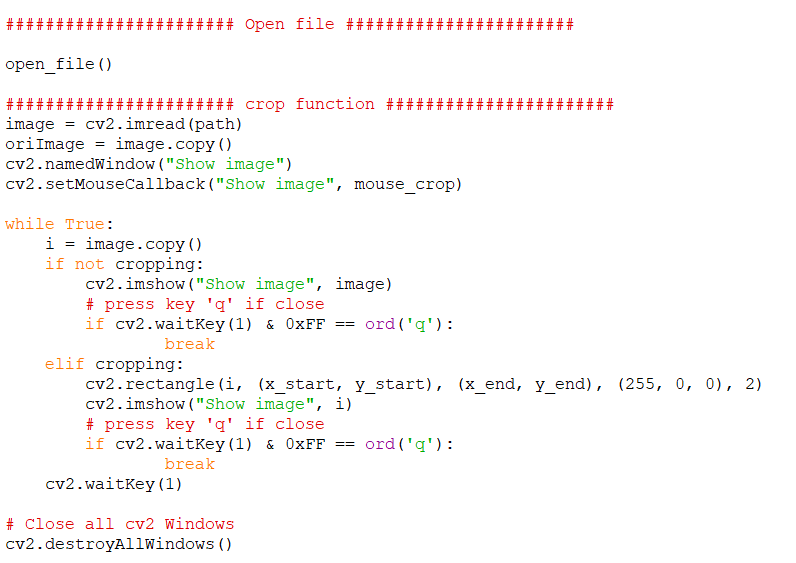 ####################### Open file #######################
open_file()
####################### crop function #######################
image = cv2.imread(path)
oriImage = image.copy()
cv2.namedWindow("Show image")
cv2.setMouseCallback("Show image", mouse_crop)
while True:
    i = image.copy()
    if not cropping:
        cv2.imshow("Show image", image)
        # press key 'q' if close
        if cv2.waitKey(1) & 0xFF == ord('q'):
                break
    elif cropping:
        cv2.rectangle(i, (x_start, y_start), (x_end, y_end), (255, 0, 0), 2)
        cv2.imshow("Show image", i)
        # press key 'q' if close
        if cv2.waitKey(1) & 0xFF == ord('q'):
                break
    cv2.waitKey(1)
# Close all cv2 Windows
cv2.destroyAllWindows()